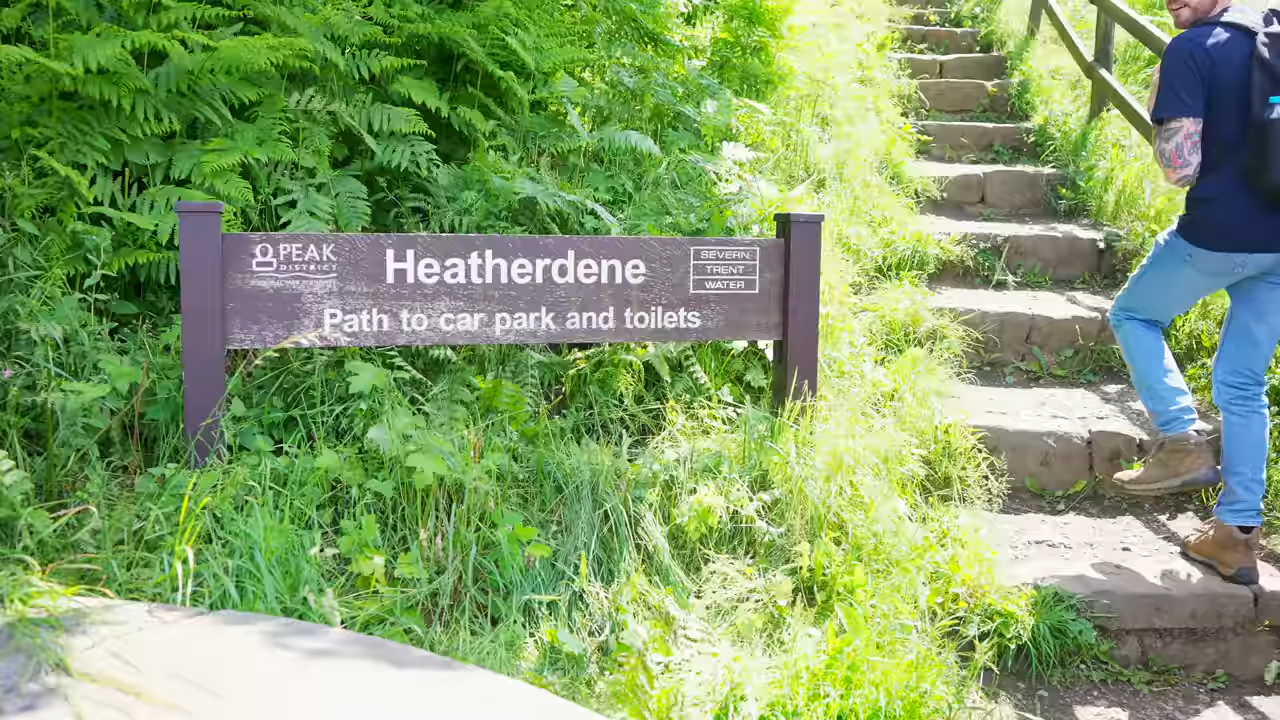 PEAK
DISTRICT
Heatherdene
SEVERN
TRENT
WATER
Path to car park and toilets